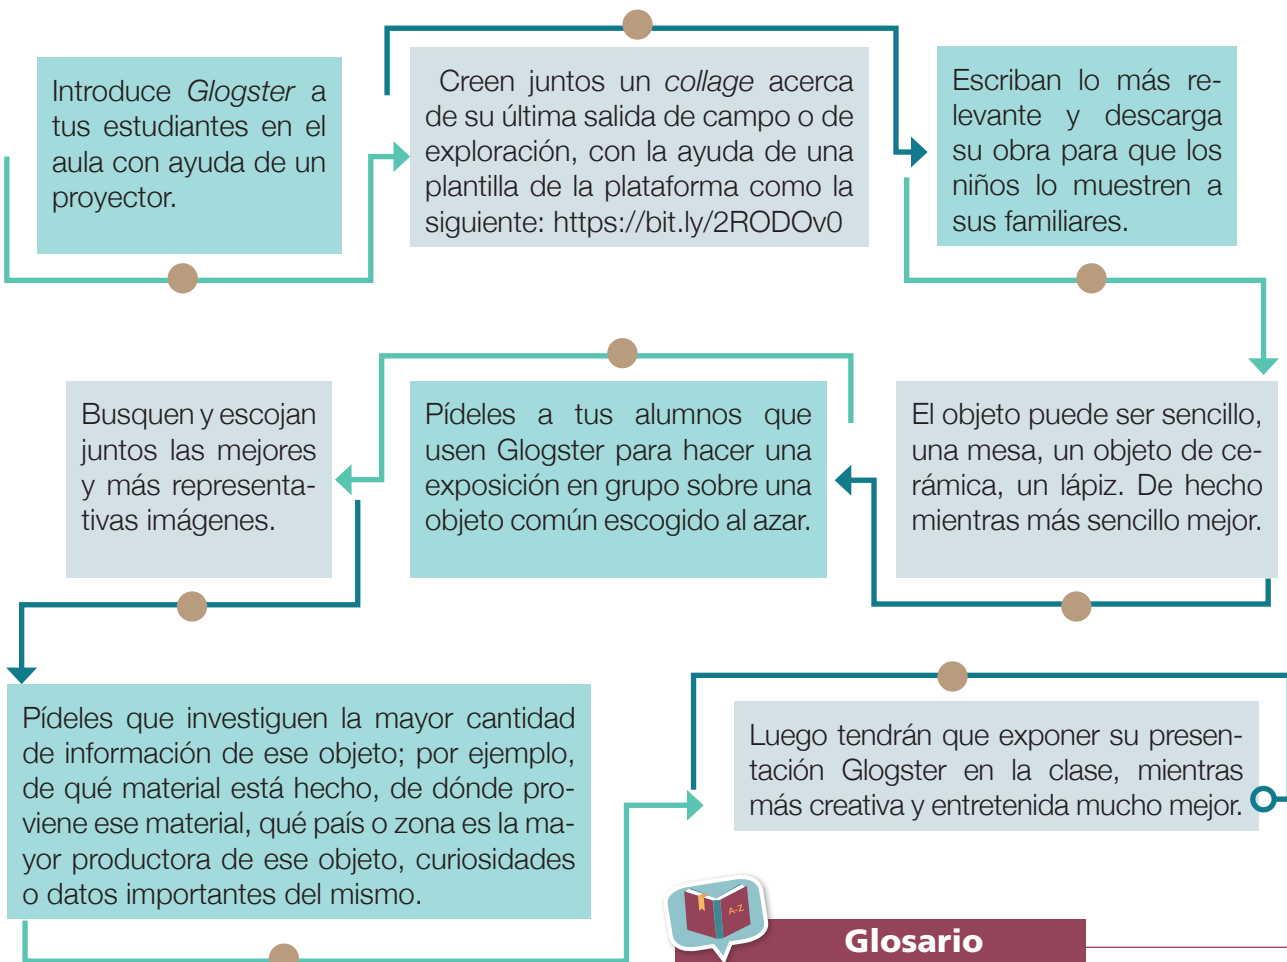 Introduce Glogster a
tus estudiantes en el
aula con ayuda de un
proyector.
Creen juntos un collage acerca
de su última salida de campo o de
exploración, con la ayuda de una
plantilla de la plataforma como la
siguiente: https://bit.ly/2RODOv0
Escriban lo más re-
levante y descarga
su obra para que los
niños lo muestren a
sus familiares.
El objeto puede ser sencillo,
una mesa, un objeto de ce-
rámica, un lápiz. De hecho
mientras más sencillo mejor.
Pídeles a tus alumnos que
usen Glogster para hacer una
exposición en grupo sobre una
objeto común escogido al azar.
Busquen y escojan
juntos las mejores
y más representa-
tivas imágenes.
Pídeles que investiguen la mayor cantidad
de información de ese objeto; por ejemplo,
de qué material está hecho, de dónde pro-
viene ese material, qué país o zona es la ma-
yor productora de ese objeto, curiosidades
o datos importantes del mismo.
Luego tendrán que exponer su presen-
tación Glogster en la clase, mientras
más creativa y entretenida mucho mejor.
A-Z
Glosario